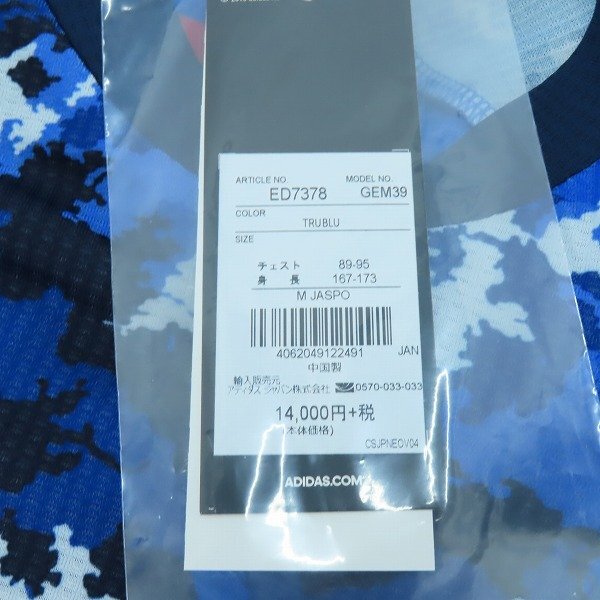 ARTICLE NO. MODEL NO.
ED7378 GEM39
COLOR
TRUBLU
SIZE
チェスト 89-95
身 長 167-173
M JASPO
4062049122491 JAN
中国製
輸入販売元
アディダス ジャパン株式会社 0570-033-033
14,000円+税
(本体価格)
CSJPNEOV04
ADIDAS.COM